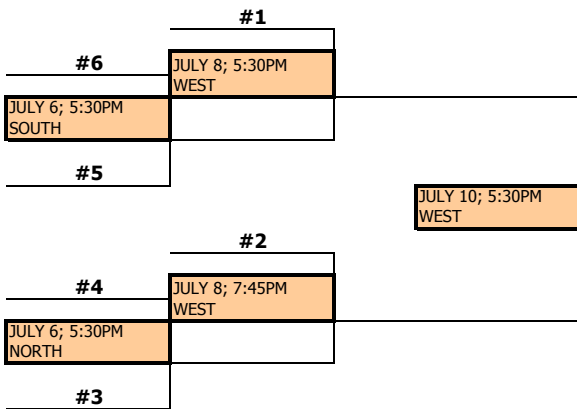 #1
#6
JULY 8; 5:30PM
WEST
JULY 6; 5:30PM
SOUTH
#5
JULY 10; 5:30PM
WEST
#2
#4
JULY 8; 7:45PM
WEST
JULY 6; 5:30PM
NORTH
#3